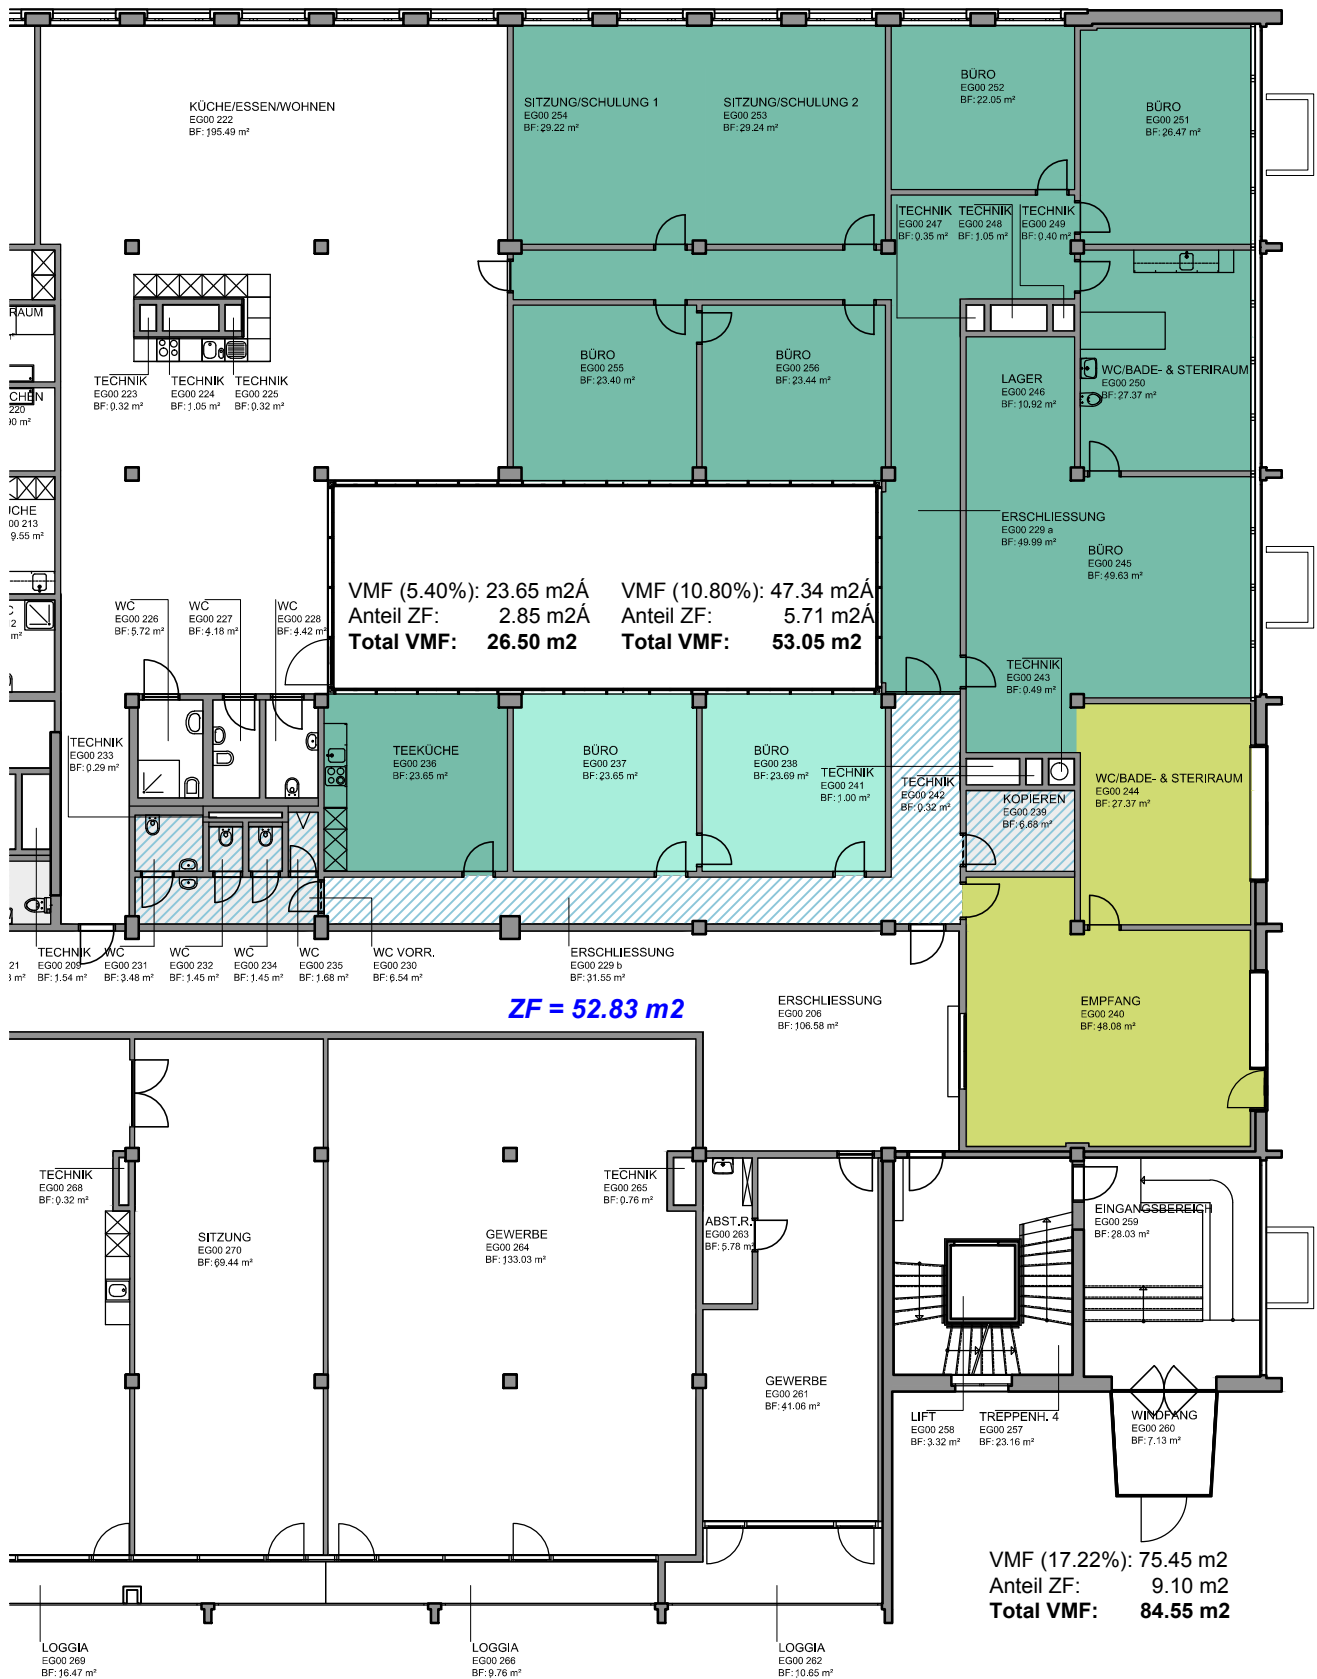 KÜCHE/ESSEN/WOHNEN
EG00 222
BF: 195.49 m²
SITZUNG/SCHULUNG 1
EG00 254
BF: 29.22 m²
SITZUNG/SCHULUNG 2
EG00 253
BF: 29.24 m²
BÜRO
EG00 252
BF: 22.05 m²
BÜRO
EG00 251
BF: 26.47 m²
TECHNIK
EG00 247
BF: 0.35 m²
TECHNIK
EG00 248
BF: 1.05 m²
TECHNIK
EG00 249
BF: 0.40 m²
RAUM
TECHNIK
EG00 223
BF: 0.32 m²
TECHNIK
EG00 224
BF: 1.05 m²
TECHNIK
EG00 225
BF: 0.32 m²
BÜRO
EG00 255
BF: 23.40 m²
BÜRO
EG00 256
BF: 23.44 m²
LAGER
EG00 246
BF: 10.92 m²
WC/BADE- & STERIRAUM
EG00 250
BF: 27.37 m²
CHEN
220
90 m²
CHE
00 213
9.55 m²
ERSCHLIESSUNG
EG00 229 a
BF: 49.99 m²
BÜRO
EG00 245
BF: 49.63 m²
VMF (5.40%): 23.65 m2Á
Anteil ZF: 2.85 m2Á
Total VMF: 26.50 m2
VMF (10.80%): 47.34 m2Á
Anteil ZF: 5.71 m2Á
Total VMF: 53.05 m2
C
2
m²
WC
EG00 226
BF: 5.72 m²
WC
EG00 227
BF: 4.18 m²
WC
EG00 228
BF: 4.42 m²
TECHNIK
EG00 243
BF: 0.49 m²
TECHNIK
EG00 233
BF: 0.29 m²
TEEKÜCHE
EG00 236
BF: 23.65 m²
BÜRO
EG00 237
BF: 23.65 m²
BÜRO
EG00 238
BF: 23.69 m²
TECHNIK
EG00 241
BF: 1.00 m²
TECHNIK
EG00 242
BF: 0.32 m²
KOPIEREN
EG00 239
BF: 6.68 m²
WC/BADE- & STERIRAUM
EG00 244
BF: 27.37 m²
21
3 m²
TECHNIK
EG00 209
BF: 1.54 m²
WC
EG00 231
BF: 3.48 m²
WC
EG00 232
BF: 1.45 m²
WC
EG00 234
BF: 1.45 m²
WC
EG00 235
BF: 1.68 m²
WC VORR.
EG00 230
BF: 6.54 m²
ERSCHLIESSUNG
EG00 229 b
BF: 31.55 m²
ZF = 52.83 m2
ERSCHLIESSUNG
EG00 206
BF: 106.58 m²
EMPFANG
EG00 240
BF: 48.08 m²
TECHNIK
EG00 268
BF: 0.32 m²
SITZUNG
EG00 270
BF: 69.44 m²
GEWERBE
EG00 264
BF: 133.03 m²
TECHNIK
EG00 265
BF: 0.76 m²
ABST.R.
EG00 263
BF: 5.78 m²
EINGANGSBEREICH
EG00 259
BF: 28.03 m²
GEWERBE
EG00 261
BF: 41.06 m²
LIFT
EG00 258
BF: 3.32 m²
TREPPENH. 4
EG00 257
BF: 23.16 m²
WINDFANG
EG00 260
BF: 7.13 m²
VMF (17.22%): 75.45 m2
Anteil ZF: 9.10 m2
Total VMF: 84.55 m2
LOGGIA
EG00 269
BF: 16.47 m²
LOGGIA
EG00 266
BF: 9.76 m²
LOGGIA
EG00 262
BF: 10.65 m²